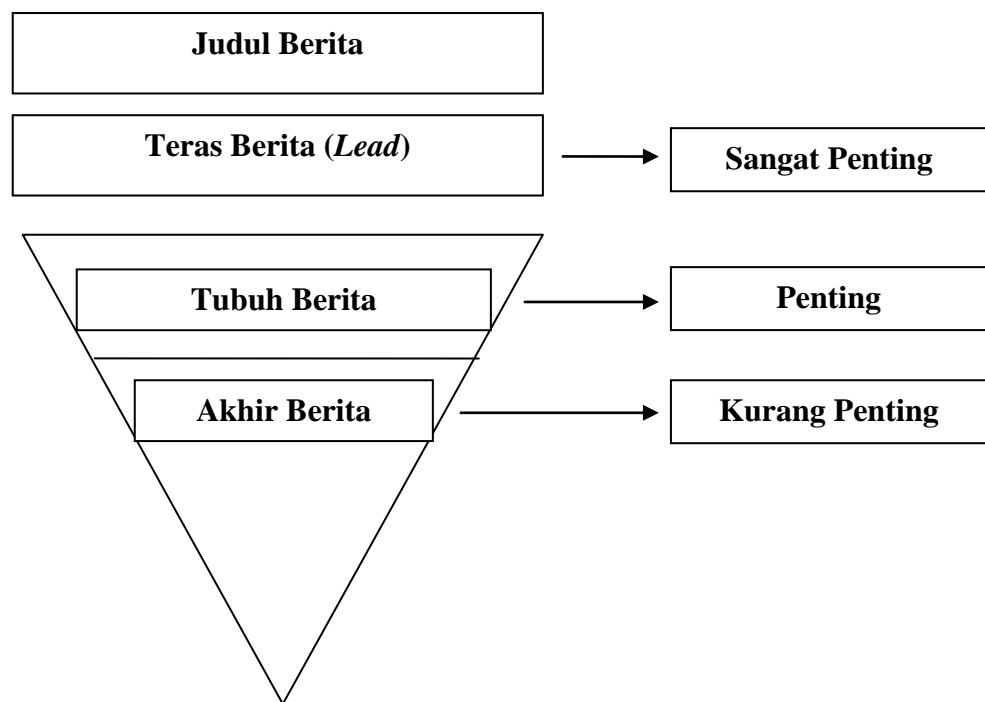 Judul Berita
Teras Berita (Lead)
Sangat Penting
Tubuh Berita
Penting
Akhir Berita
Kurang Penting